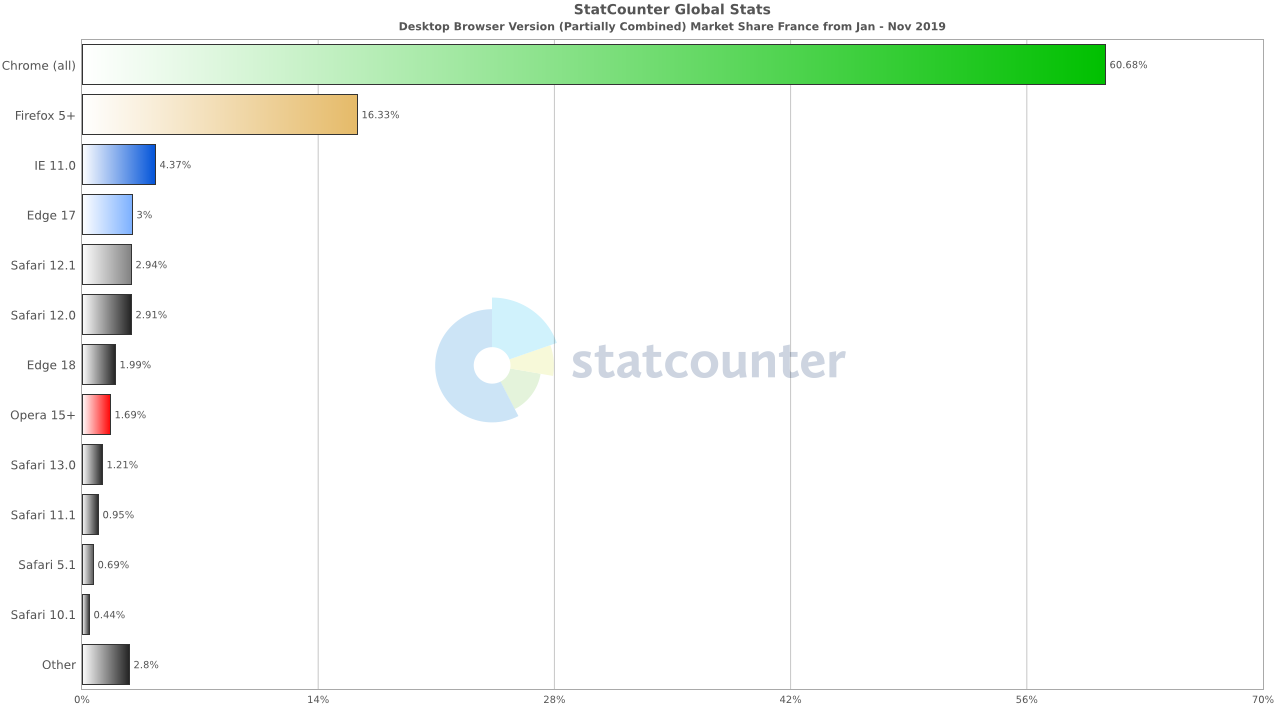 StatCounter Global Stats
Desktop Browser Version (Partially Combined) Market Share France from Jan - Nov 2019
Chrome (all) 60.68%
Firefox 5+ 16.33%
IE 11.0 4.37%
Edge 17 3%
Safari 12.1 2.94%
Safari 12.0 2.91%
Edge 18 1.99%
statcounter
Opera 15+ 1.69%
Safari 13.0 1.21%
Safari 11.1 0.95%
Safari 5.1 0.69%
Safari 10.1 0.44%
Other 2.8%
0% 14% 28% 42% 56% 70%